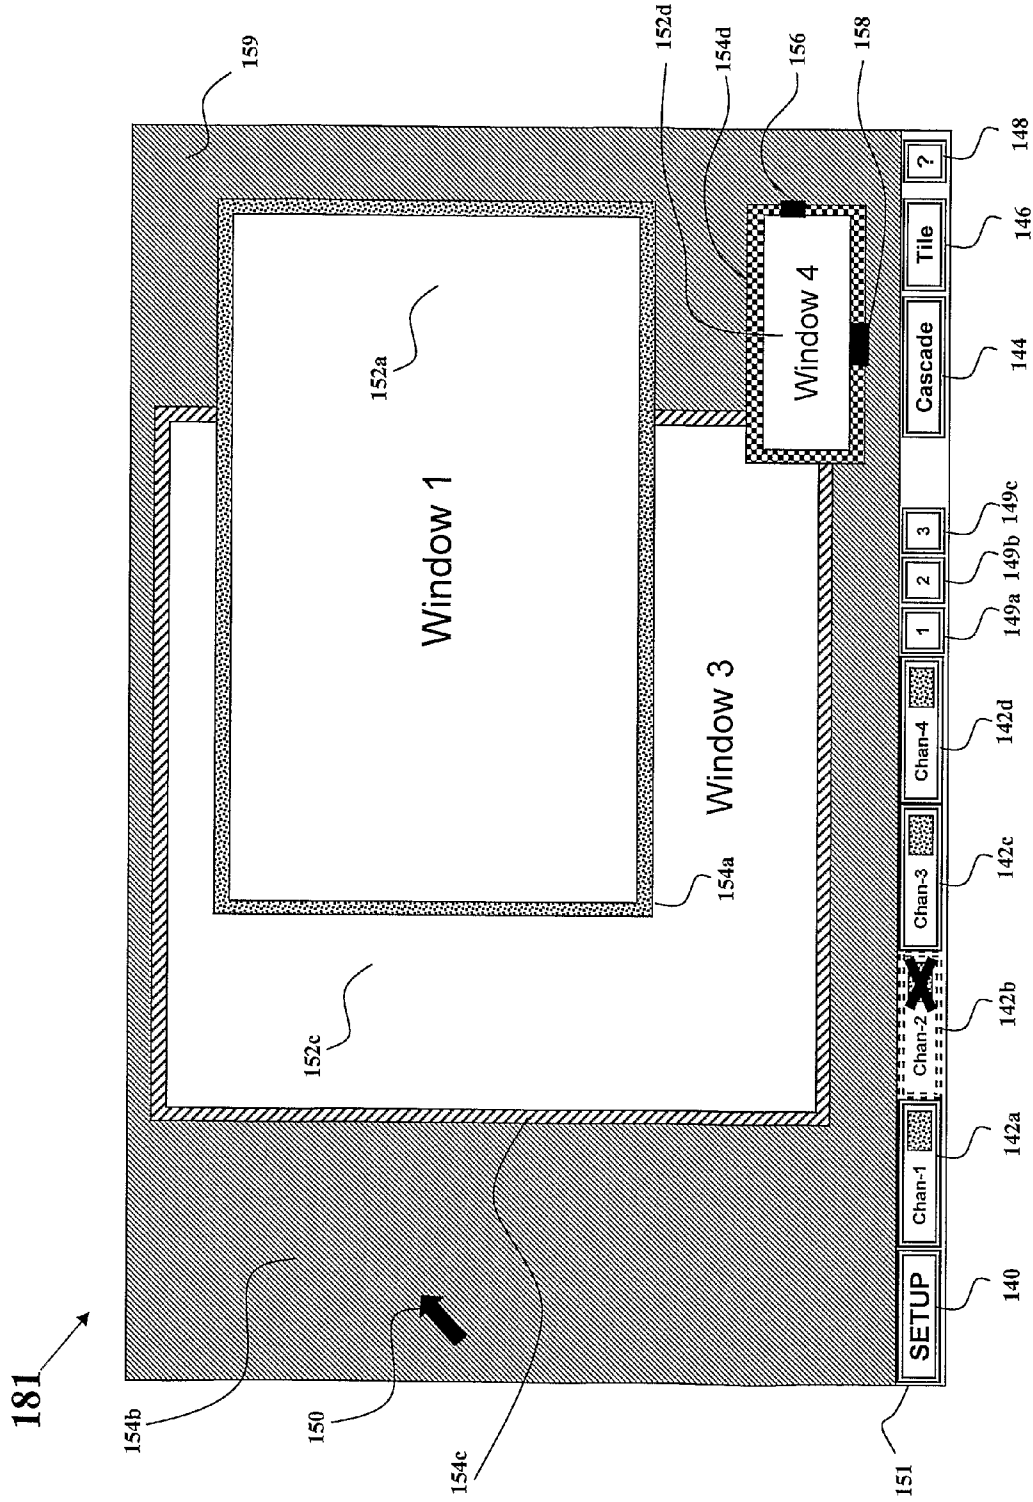 181
159
152d
154d
156
158
152a
Window 1
Window 4
Window 3
152c
154a
154b
150
154c
151
SETUP
Chan-1
Chan-2
Chan-3
Chan-4
1
2
3
Cascade
Tile
?
140
142a
142b
142c
142d
149a
149b
149c
144
146
148